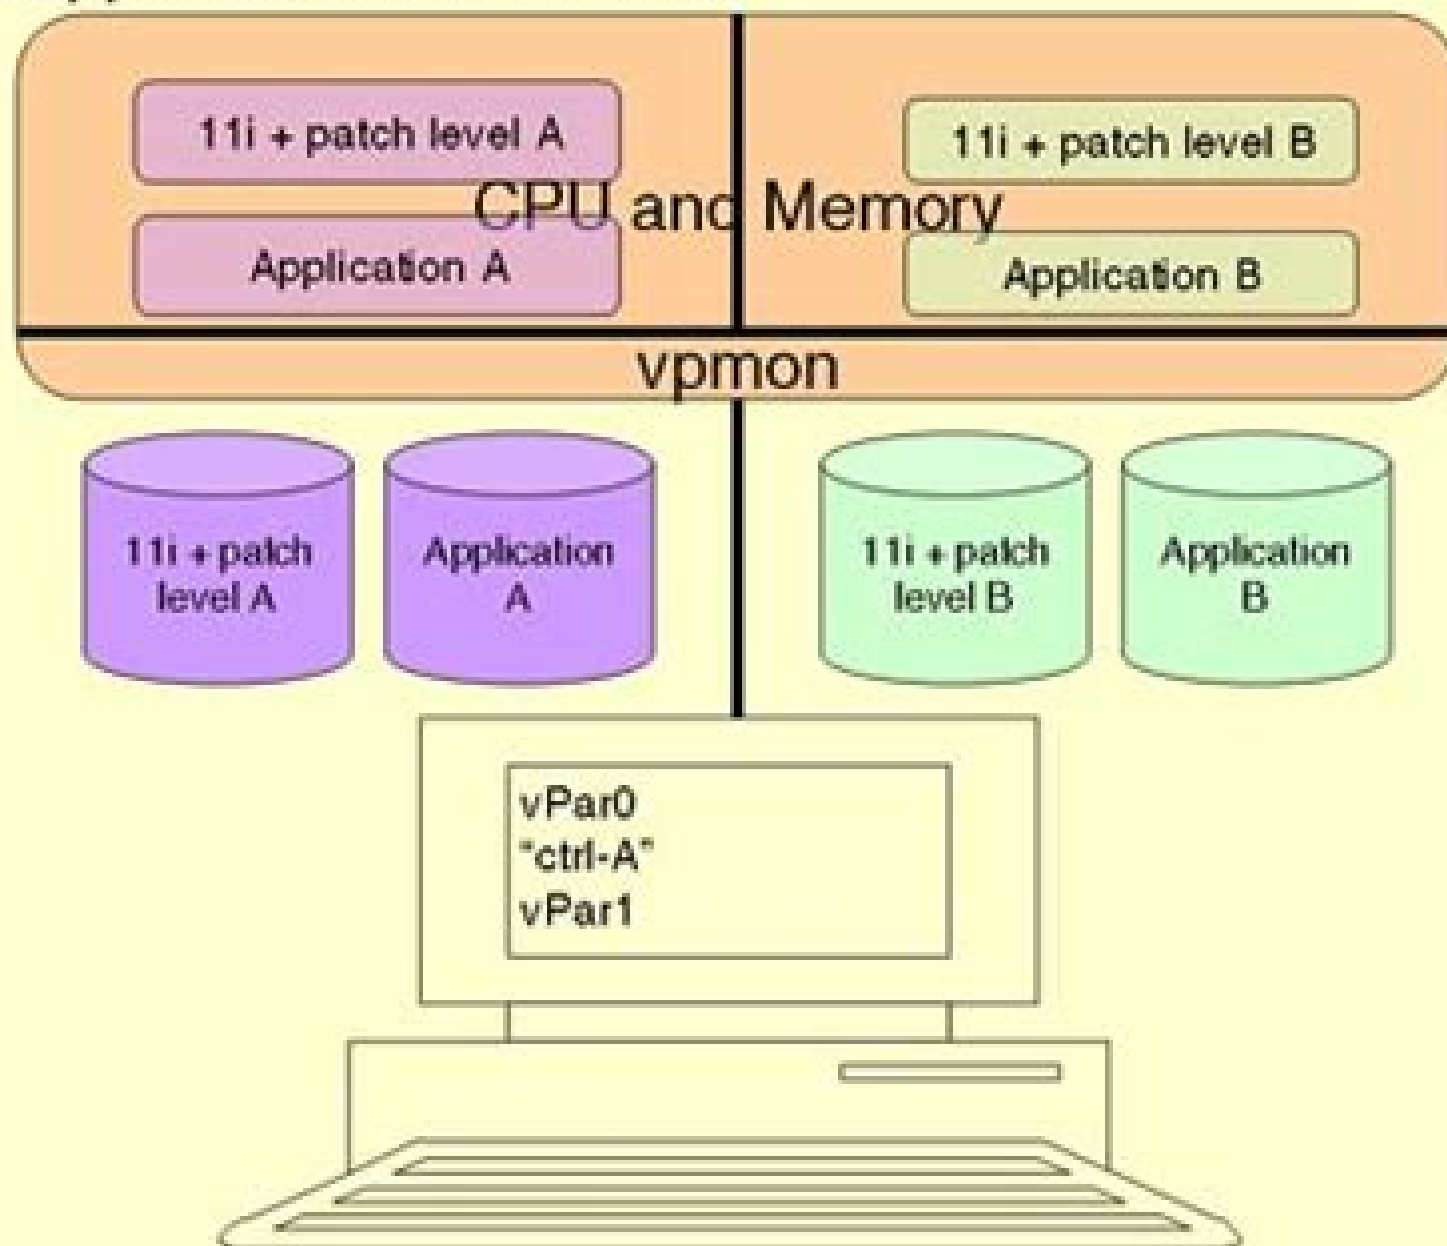 11i + patch level A
11i + patch level B
CPU and Memory
Application A
Application B
vpmon
11i + patch
level A
Application
A
11i + patch
level B
Application
B
vPar0
"ctrl-A"
vPar1